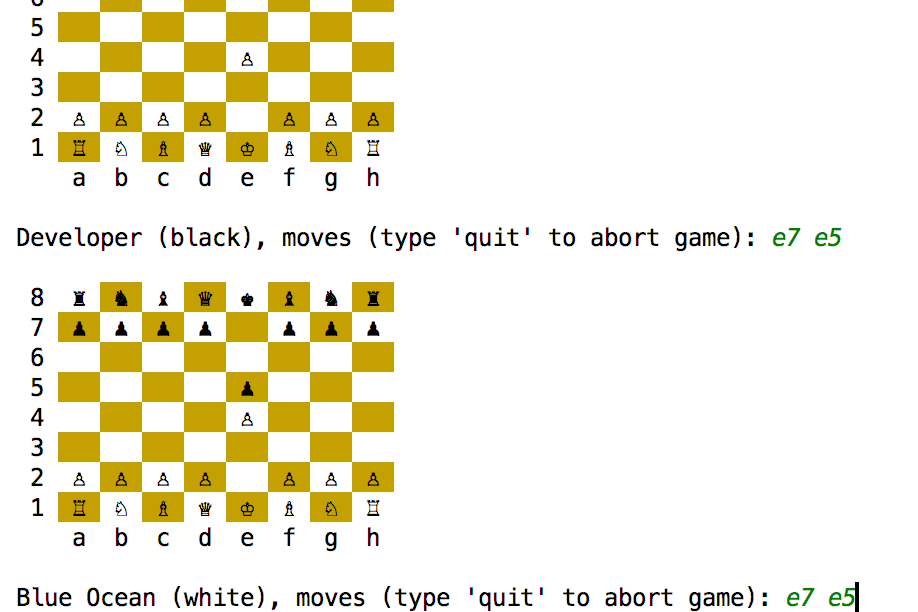 5
4 ♙
3
2 ♙ ♙ ♙ ♙ ♙ ♙ ♙
1 ♖ ♘ ♗ ♕ ♔ ♗ ♘ ♖
a b c d e f g h
Developer (black), moves (type 'quit' to abort game): e7 e5
8 ♜ ♞ ♝ ♛ ♚ ♝ ♞ ♜
7 ♟ ♟ ♟ ♟ ♟ ♟ ♟
6
5 ♟
4 ♙
3
2 ♙ ♙ ♙ ♙ ♙ ♙ ♙
1 ♖ ♘ ♗ ♕ ♔ ♗ ♘ ♖
a b c d e f g h
Blue Ocean (white), moves (type 'quit' to abort game): e7 e5